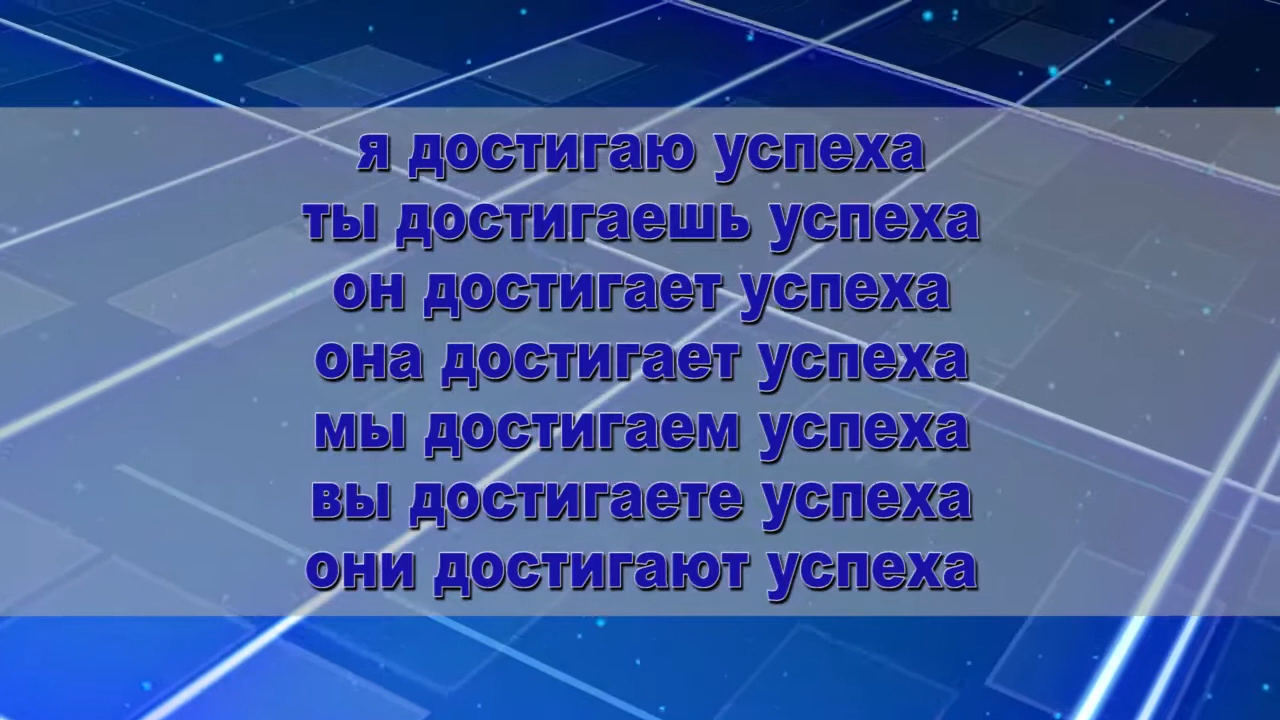 я достигаю успеха
ты достигаешь успеха
он достигает успеха
она достигает успеха
мы достигаем успеха
вы достигаете успеха
они достигают успеха